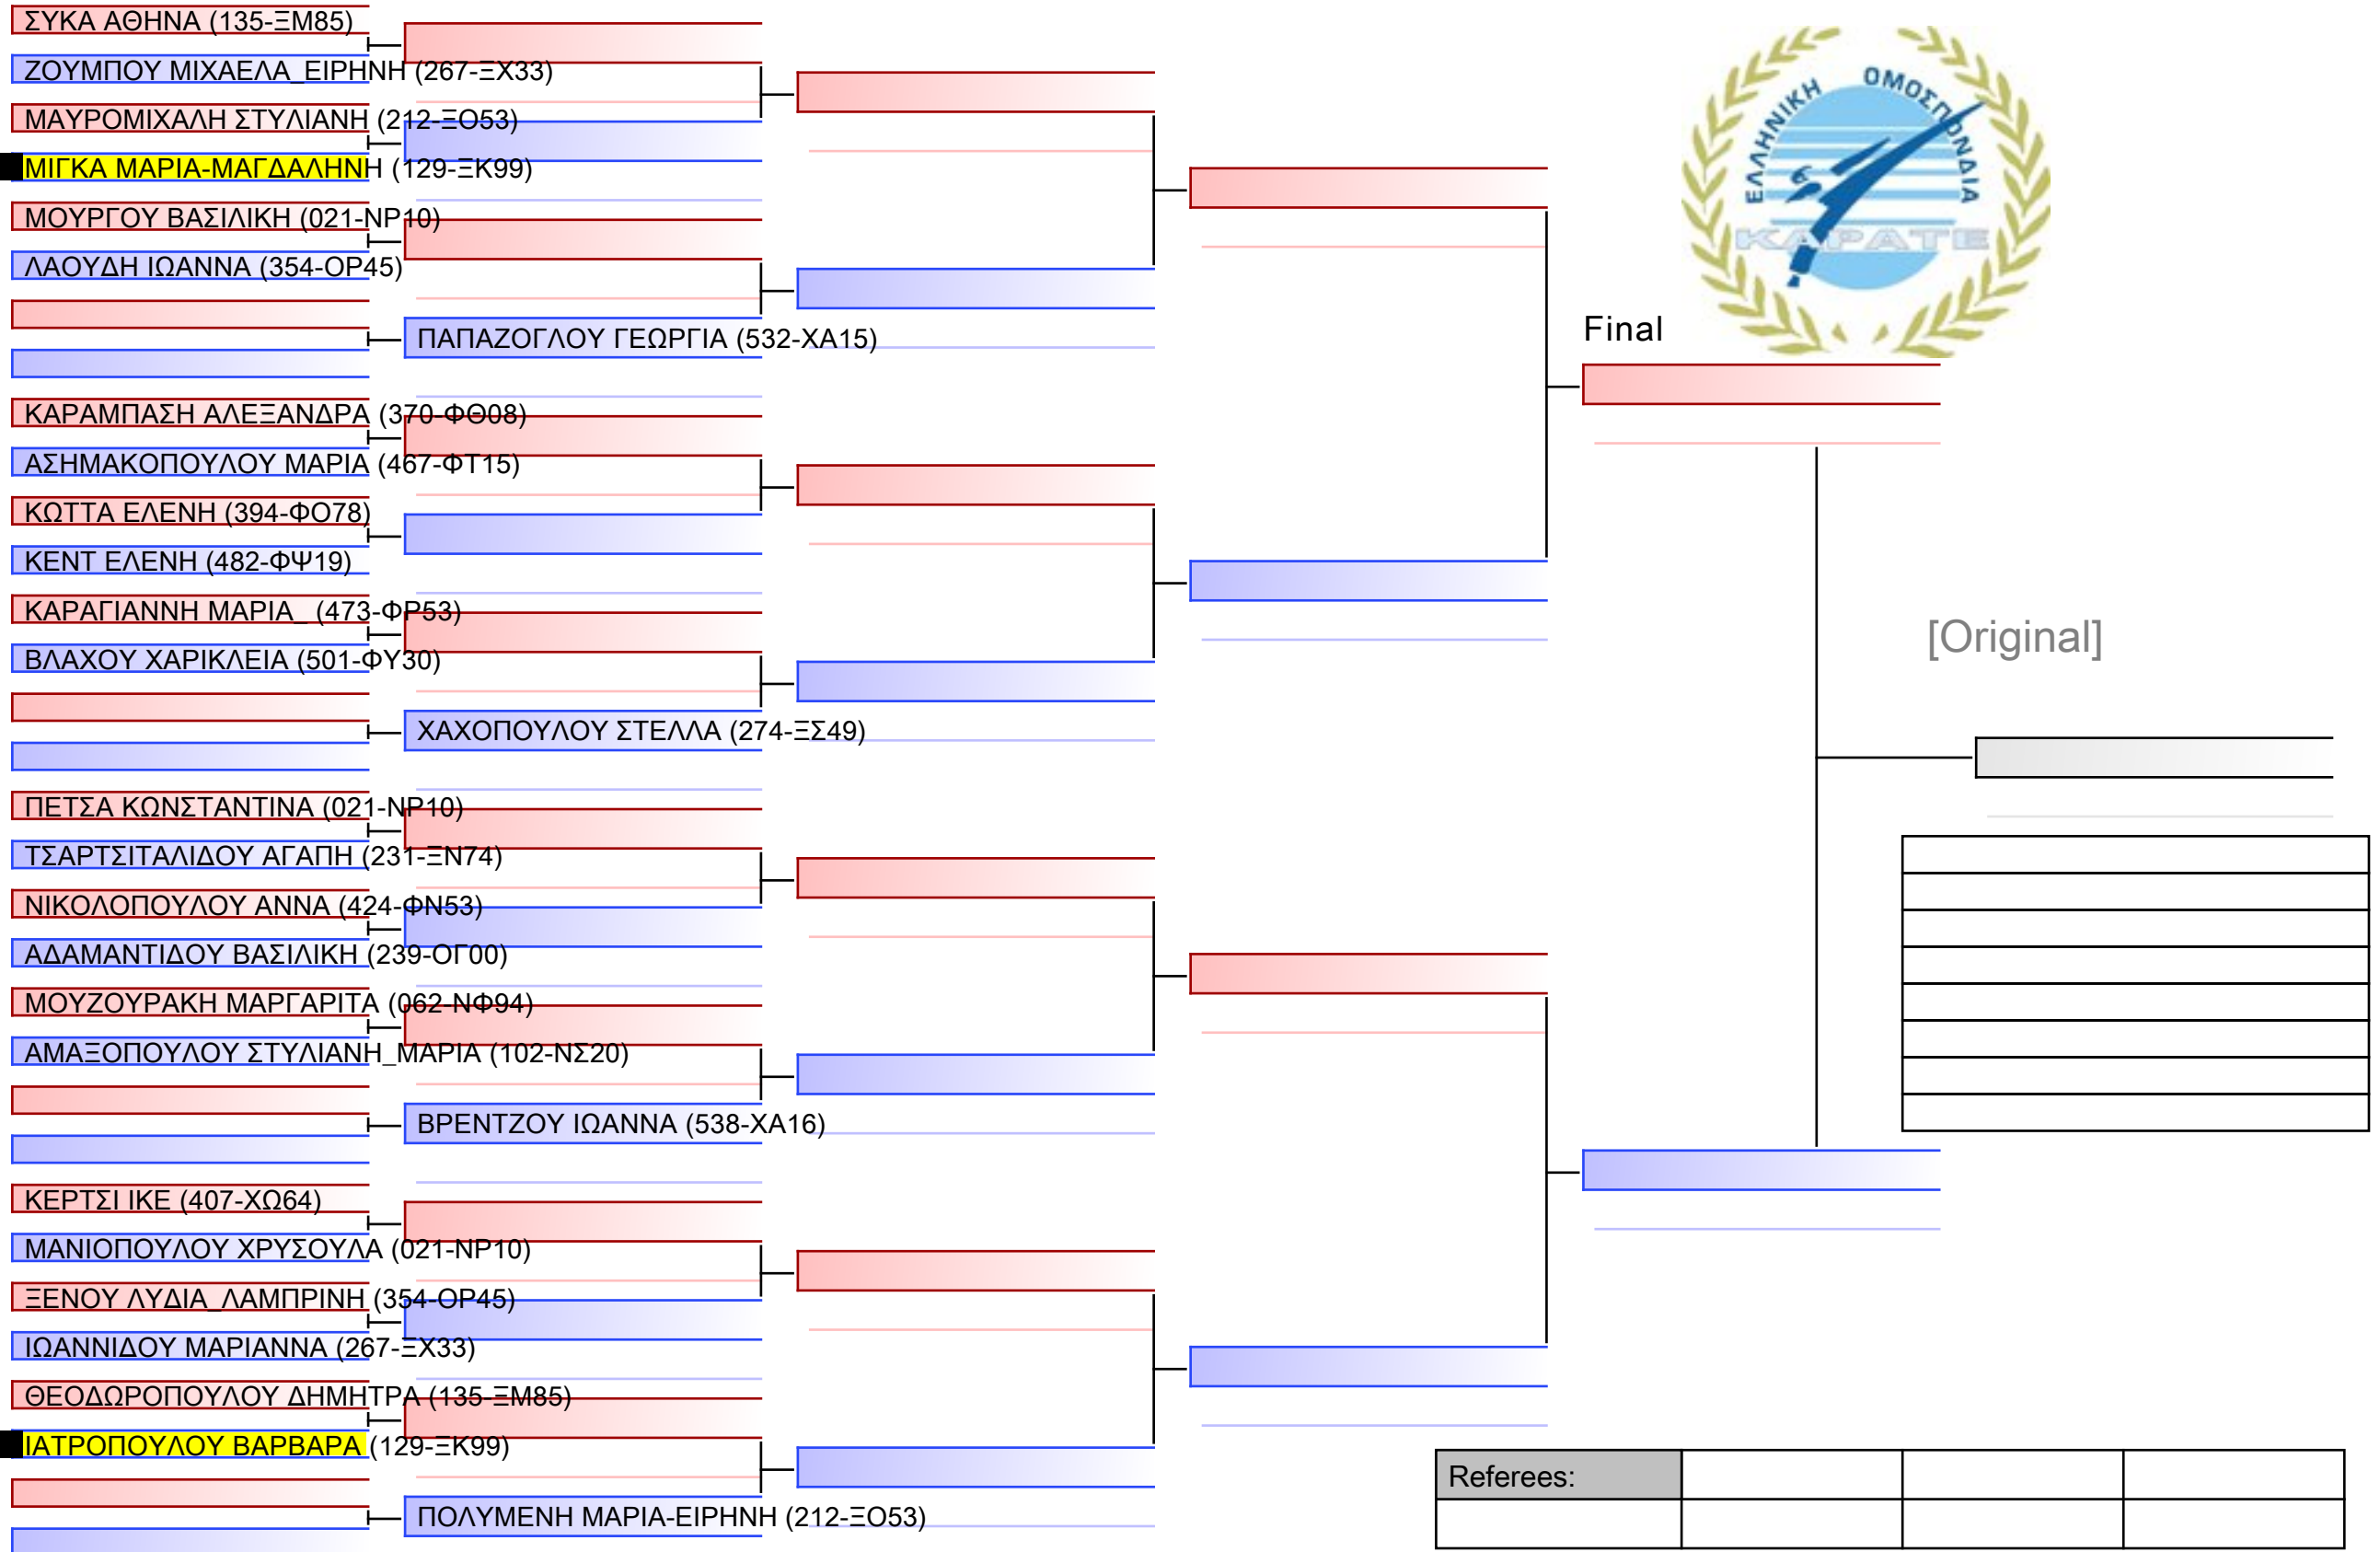 ΣΥΚΑ ΑΘΗΝΑ (135-ΞΜ85)
ΖΟΥΜΠΟΥ ΜΙΧΑΕΛΑ_ΕΙΡΗΝΗ (267-ΞΧ33)
ΜΑΥΡΟΜΙΧΑΛΗ ΣΤΥΛΙΑΝΗ (212-ΞΟ53)
ΜΙΓΚΑ ΜΑΡΙΑ-ΜΑΓΔΑΛΗΝΗ (129-ΞΚ99)
ΜΟΥΡΓΟΥ ΒΑΣΙΛΙΚΗ (021-ΝΡ10)
ΛΑΟΥΔΗ ΙΩΑΝΝΑ (354-ΟΡ45)
ΠΑΠΑΖΟΓΛΟΥ ΓΕΩΡΓΙΑ (532-ΧΑ15)
ΚΑΡΑΜΠΑΣΗ ΑΛΕΞΑΝΔΡΑ (370-ΦΘ08)
ΑΣΗΜΑΚΟΠΟΥΛΟΥ ΜΑΡΙΑ (467-ΦΤ15)
ΚΩΤΤΑ ΕΛΕΝΗ (394-ΦΟ78)
ΚΕΝΤ ΕΛΕΝΗ (482-ΦΨ19)
ΚΑΡΑΓΙΑΝΝΗ ΜΑΡΙΑ_ (473-ΦΡ53)
ΒΛΑΧΟΥ ΧΑΡΙΚΛΕΙΑ (501-ΦΥ30)
ΧΑΧΟΠΟΥΛΟΥ ΣΤΕΛΛΑ (274-ΞΣ49)
ΠΕΤΣΑ ΚΩΝΣΤΑΝΤΙΝΑ (021-ΝΡ10)
ΤΣΑΡΤΣΙΤΑΛΙΔΟΥ ΑΓΑΠΗ (231-ΞΝ74)
ΝΙΚΟΛΟΠΟΥΛΟΥ ΑΝΝΑ (424-ΦΝ53)
ΑΔΑΜΑΝΤΙΔΟΥ ΒΑΣΙΛΙΚΗ (239-ΟΓ00)
ΜΟΥΖΟΥΡΑΚΗ ΜΑΡΓΑΡΙΤΑ (062-ΝΦ94)
ΑΜΑΞΟΠΟΥΛΟΥ ΣΤΥΛΙΑΝΗ_ΜΑΡΙΑ (102-ΝΣ20)
ΒΡΕΝΤΖΟΥ ΙΩΑΝΝΑ (538-ΧΑ16)
ΚΕΡΤΣΙ ΙΚΕ (407-ΧΩ64)
ΜΑΝΙΟΠΟΥΛΟΥ ΧΡΥΣΟΥΛΑ (021-ΝΡ10)
ΞΕΝΟΥ ΛΥΔΙΑ_ΛΑΜΠΡΙΝΗ (354-ΟΡ45)
ΙΩΑΝΝΙΔΟΥ ΜΑΡΙΑΝΝΑ (267-ΞΧ33)
ΘΕΟΔΩΡΟΠΟΥΛΟΥ ΔΗΜΗΤΡΑ (135-ΞΜ85)
ΙΑΤΡΟΠΟΥΛΟΥ ΒΑΡΒΑΡΑ (129-ΞΚ99)
ΠΟΛΥΜΕΝΗ ΜΑΡΙΑ-ΕΙΡΗΝΗ (212-ΞΟ53)
ΕΛΛΗΝΙΚΗ ΟΜΟΣΠΟΝΔΙΑ
ΚΑΡΑΤΕ
Final
[Original]
Referees: